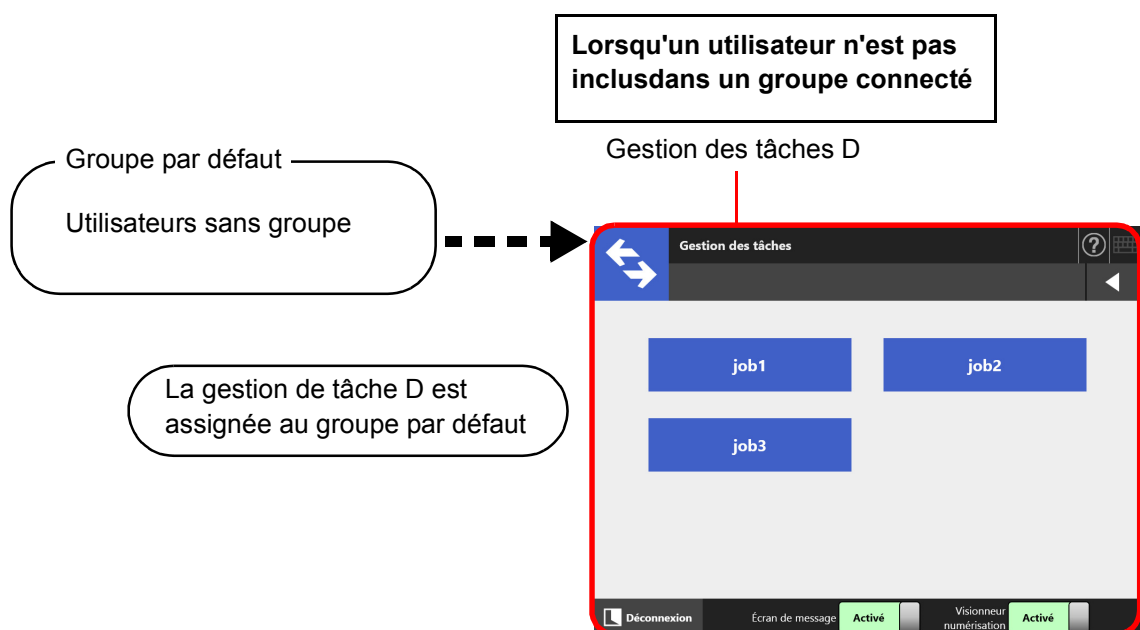 Lorsqu'un utilisateur n'est pas
inclusdans un groupe connecté
Gestion des tâches D
Groupe par défaut
Utilisateurs sans groupe
La gestion de tâche D est
assignée au groupe par défaut
Gestion des tâches
?
job1
job2
job3
Déconnexion
Écran de message
Activé
Visionneur
numérisation
Activé